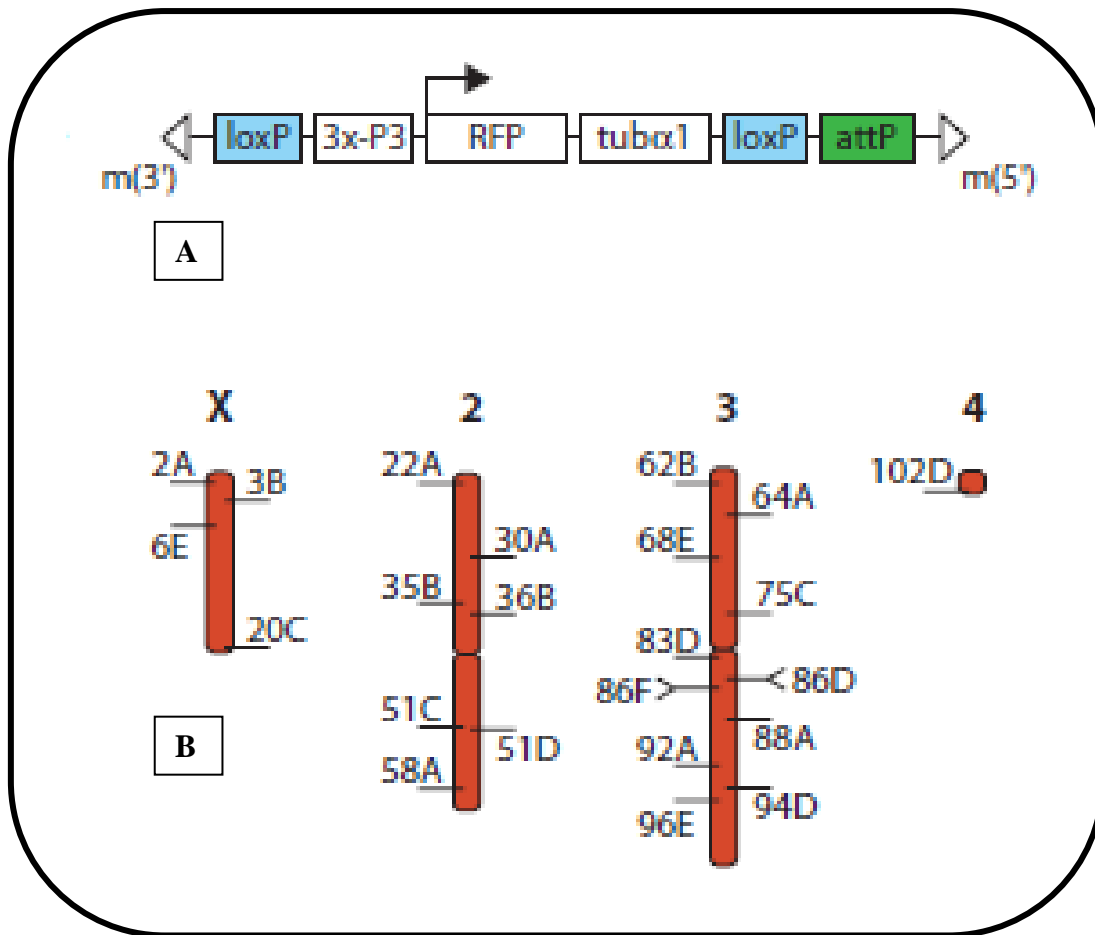 loxP 3x-P3 RFP tubα1 loxP attP
m(3') m(5')
A
X 2 3 4
2A 3B 22A 62B 102D
64A
6E 30A 68E
35B 36B 75C
20C 83D
86F 86D
51C 51D 88A
B
58A 92A 94D
96E